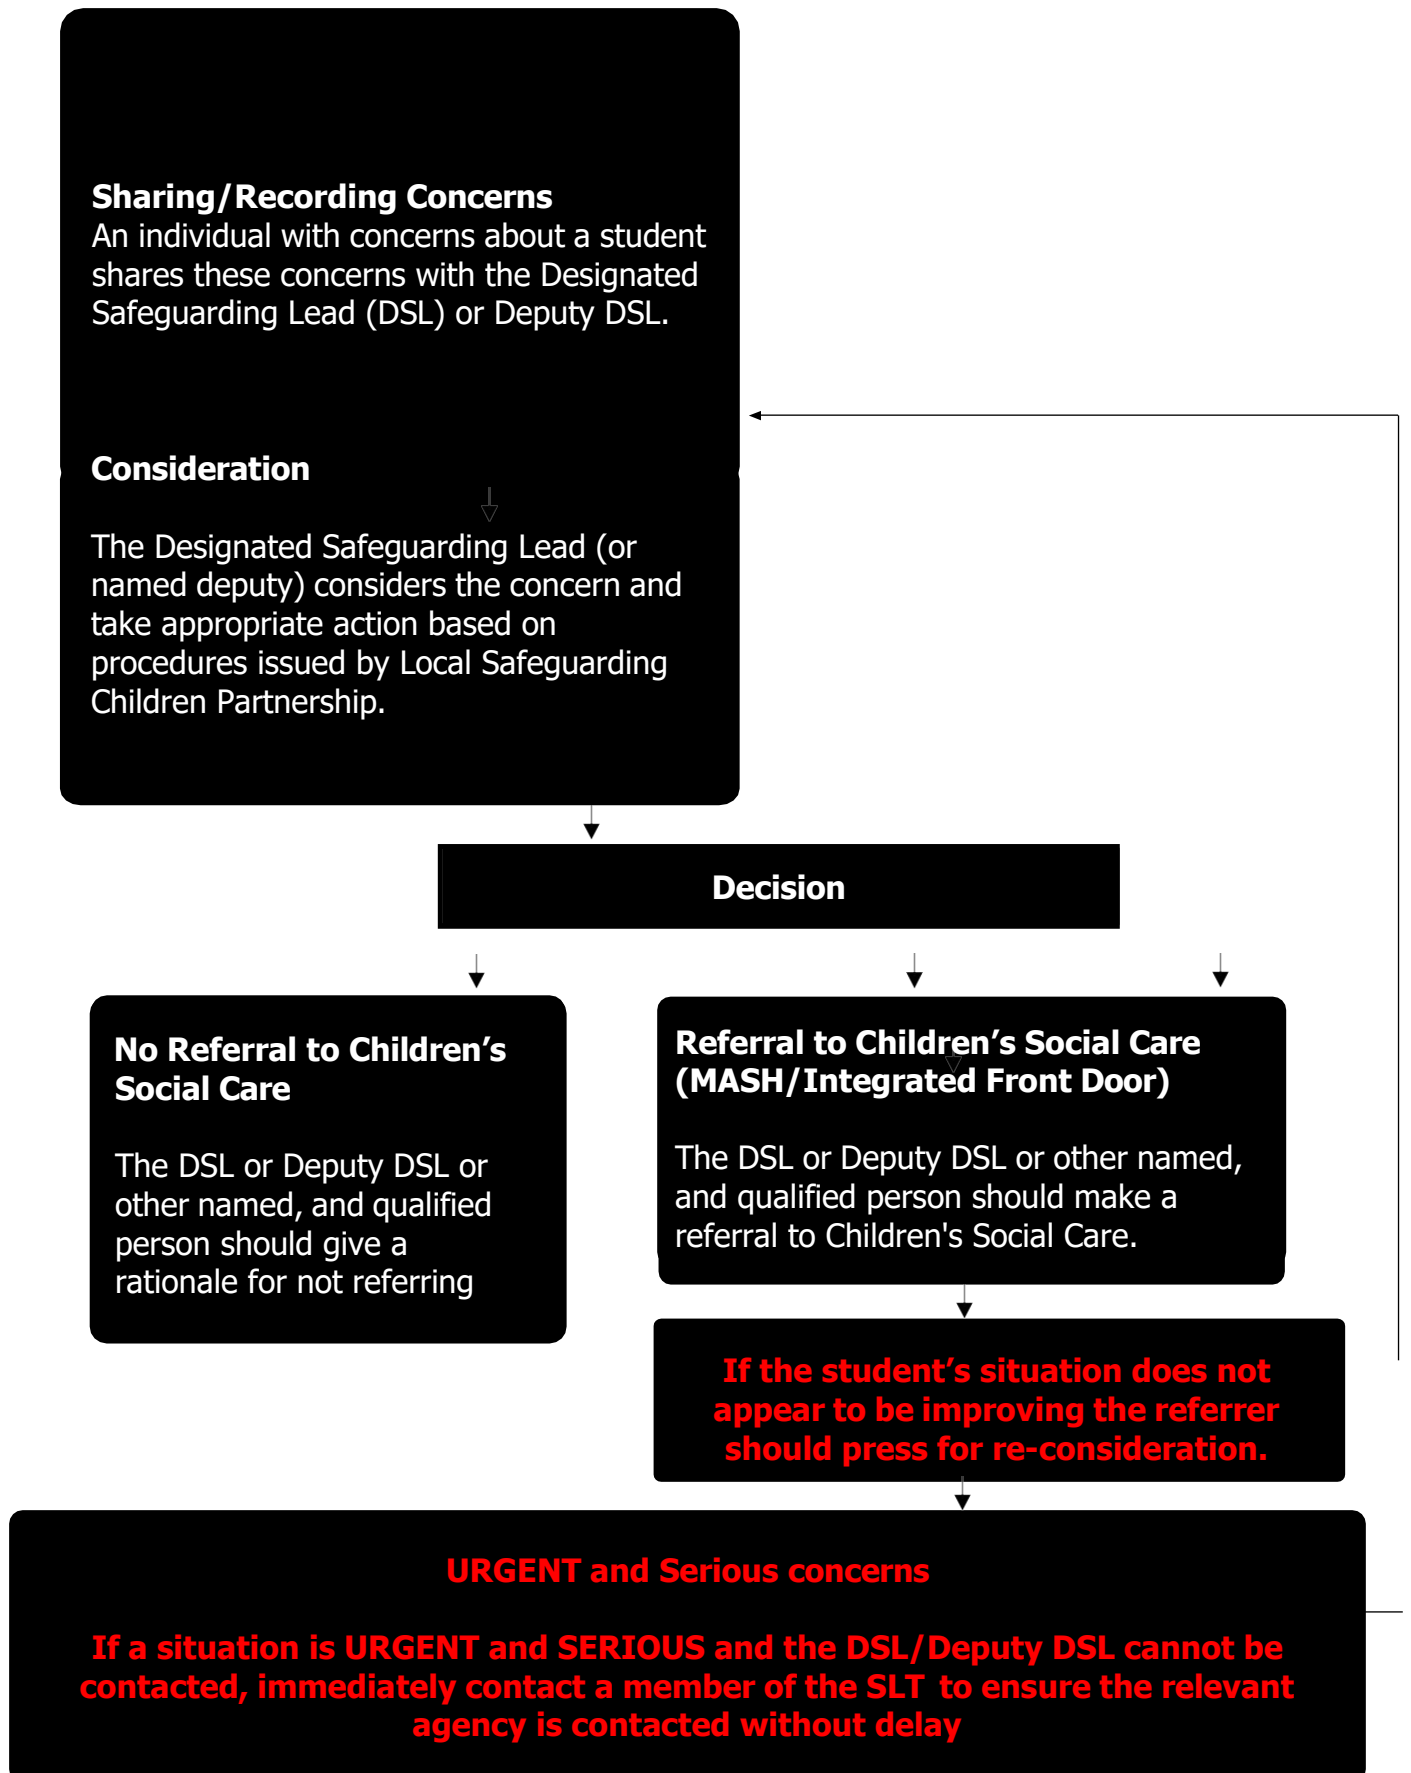 Sharing/Recording Concerns
An individual with concerns about a student
shares these concerns with the Designated
Safeguarding Lead (DSL) or Deputy DSL.
Consideration
The Designated Safeguarding Lead (or
named deputy) considers the concern and
take appropriate action based on
procedures issued by Local Safeguarding
Children Partnership.
Decision
No Referral to Children’s
Social Care
The DSL or Deputy DSL or
other named, and qualified
person should give a
rationale for not referring
Referral to Children’s Social Care
(MASH/Integrated Front Door)
The DSL or Deputy DSL or other named,
and qualified person should make a
referral to Children's Social Care.
If the student’s situation does not
appear to be improving the referrer
should press for re-consideration.
URGENT and Serious concerns
If a situation is URGENT and SERIOUS and the DSL/Deputy DSL cannot be
contacted, immediately contact a member of the SLT to ensure the relevant
agency is contacted without delay